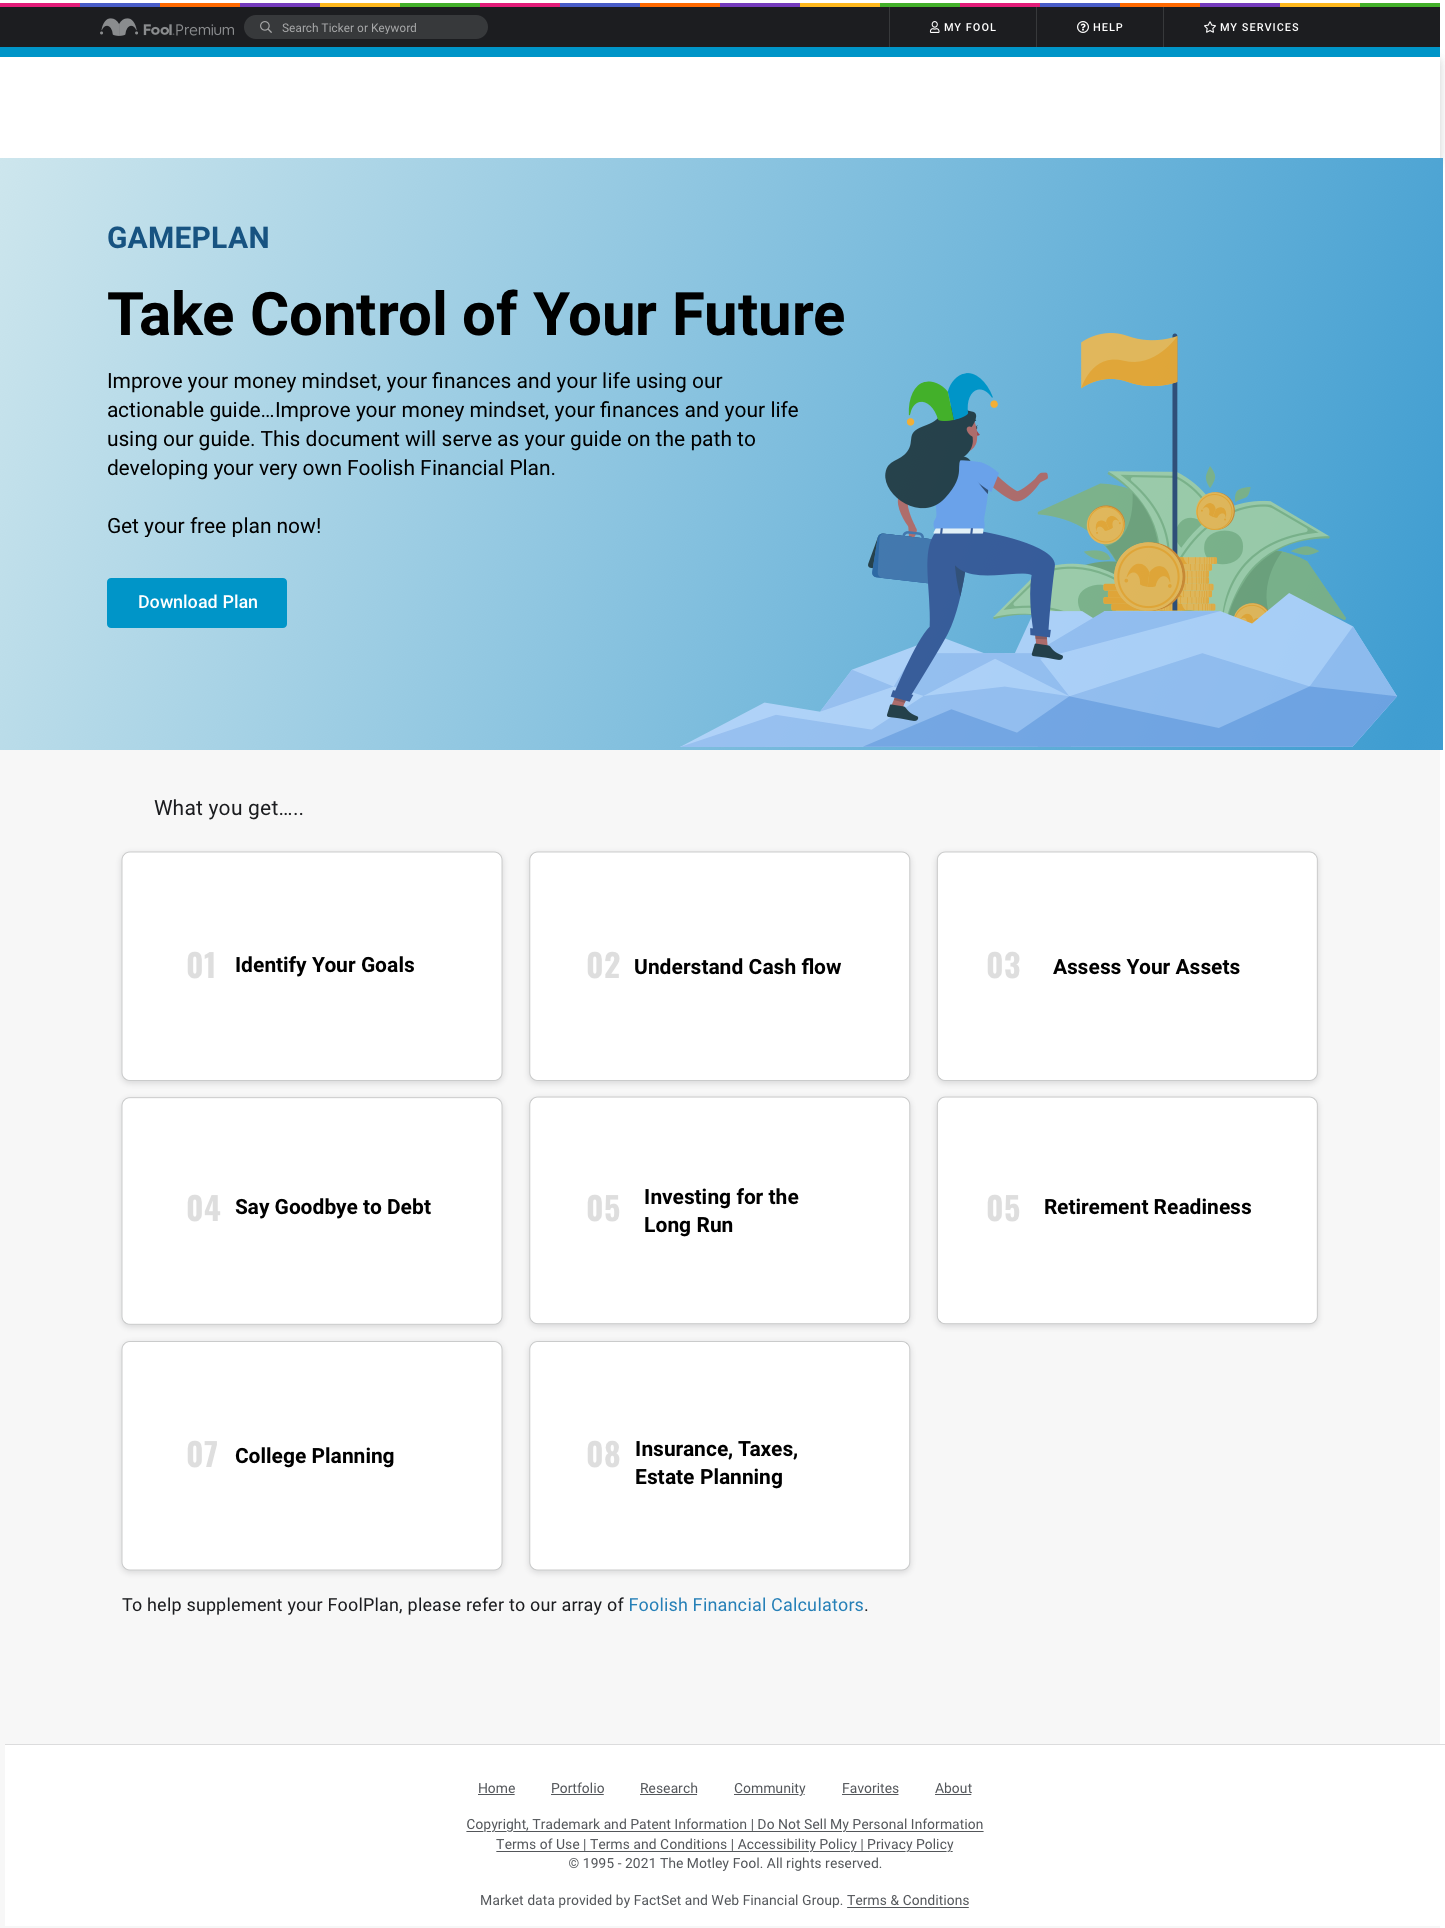 Fool.Premium
Search Ticker or Keyword
MY FOOL
HELP
MY SERVICES
GAMEPLAN
Take Control of Your Future
Improve your money mindset, your finances and your life using our
actionable guide...Improve your money mindset, your finances and your life
using our guide. This document will serve as your guide on the path to
developing your very own Foolish Financial Plan.
Get your free plan now!
Download Plan
What you get.....
01 Identify Your Goals
02 Understand Cash flow
03 Assess Your Assets
04 Say Goodbye to Debt
05 Investing for the
Long Run
05 Retirement Readiness
07 College Planning
08 Insurance, Taxes,
Estate Planning
To help supplement your FoolPlan, please refer to our array of Foolish Financial Calculators.
Home Portfolio Research Community Favorites About
Copyright, Trademark and Patent Information | Do Not Sell My Personal Information
Terms of Use | Terms and Conditions | Accessibility Policy | Privacy Policy
© 1995 - 2021 The Motley Fool. All rights reserved.
Market data provided by FactSet and Web Financial Group. Terms & Conditions